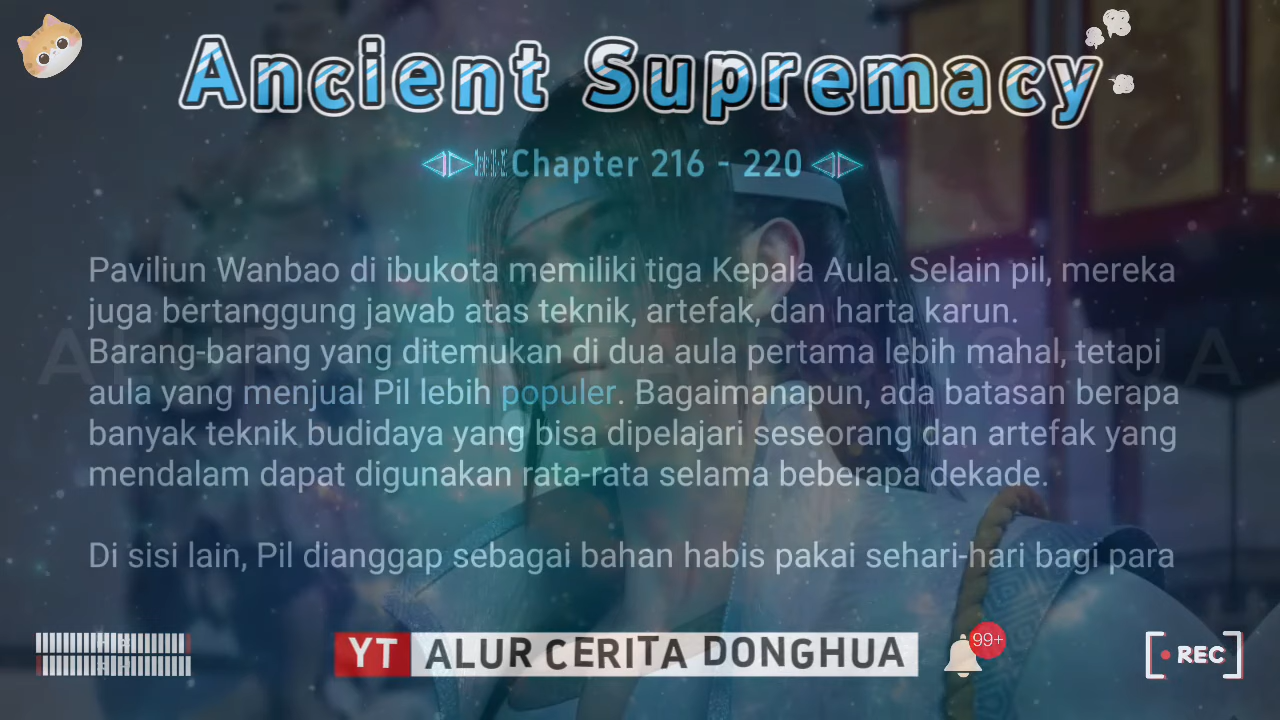 Ancient Supremacy
Chapter 216 - 220
Paviliun Wanbao di ibukota memiliki tiga Kepala Aula. Selain pil, mereka
juga bertanggung jawab atas teknik, artefak, dan harta karun.
Barang-barang yang ditemukan di dua aula pertama lebih mahal, tetapi
aula yang menjual Pil lebih populer. Bagaimanapun, ada batasan berapa
banyak teknik budidaya yang bisa dipelajari seseorang dan artefak yang
mendalam dapat digunakan rata-rata selama beberapa dekade.
Di sisi lain, Pil dianggap sebagai bahan habis pakai sehari-hari bagi para
YT ALUR CERITA DONGHUA
99+
REC